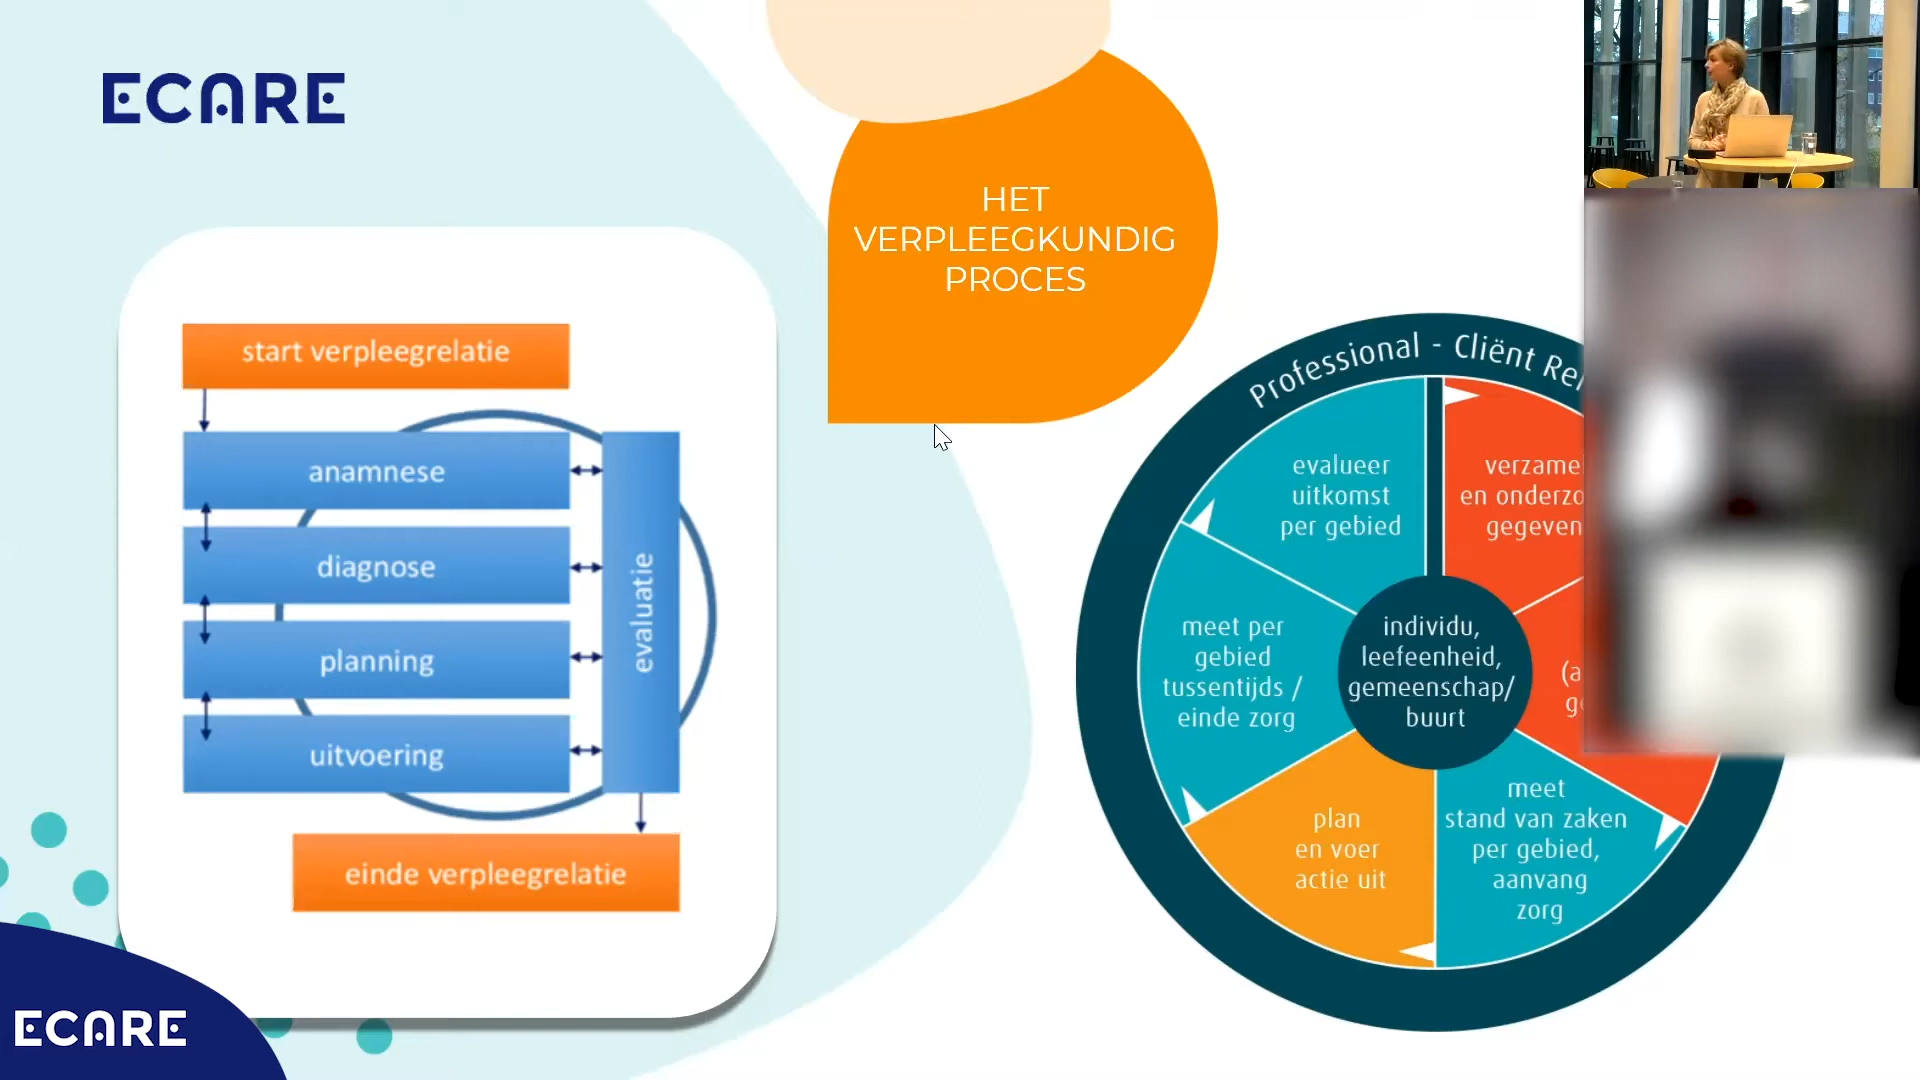 ECARE
HET
VERPLEEGKUNDIG
PROCES
start verpleegrelatie
anamnese
diagnose
planning
uitvoering
evaluatie
einde verpleegrelatie
Professional - Cliënt
evalueer
uitkomst
per gebied
en
meet per
gebied
tussentijds /
einde zorg
individu,
leefeenheid,
gemeenschap/
buurt
plan
en voer
actie uit
meet
stand van zaken
per gebied,
aanvang
zorg
ECARE